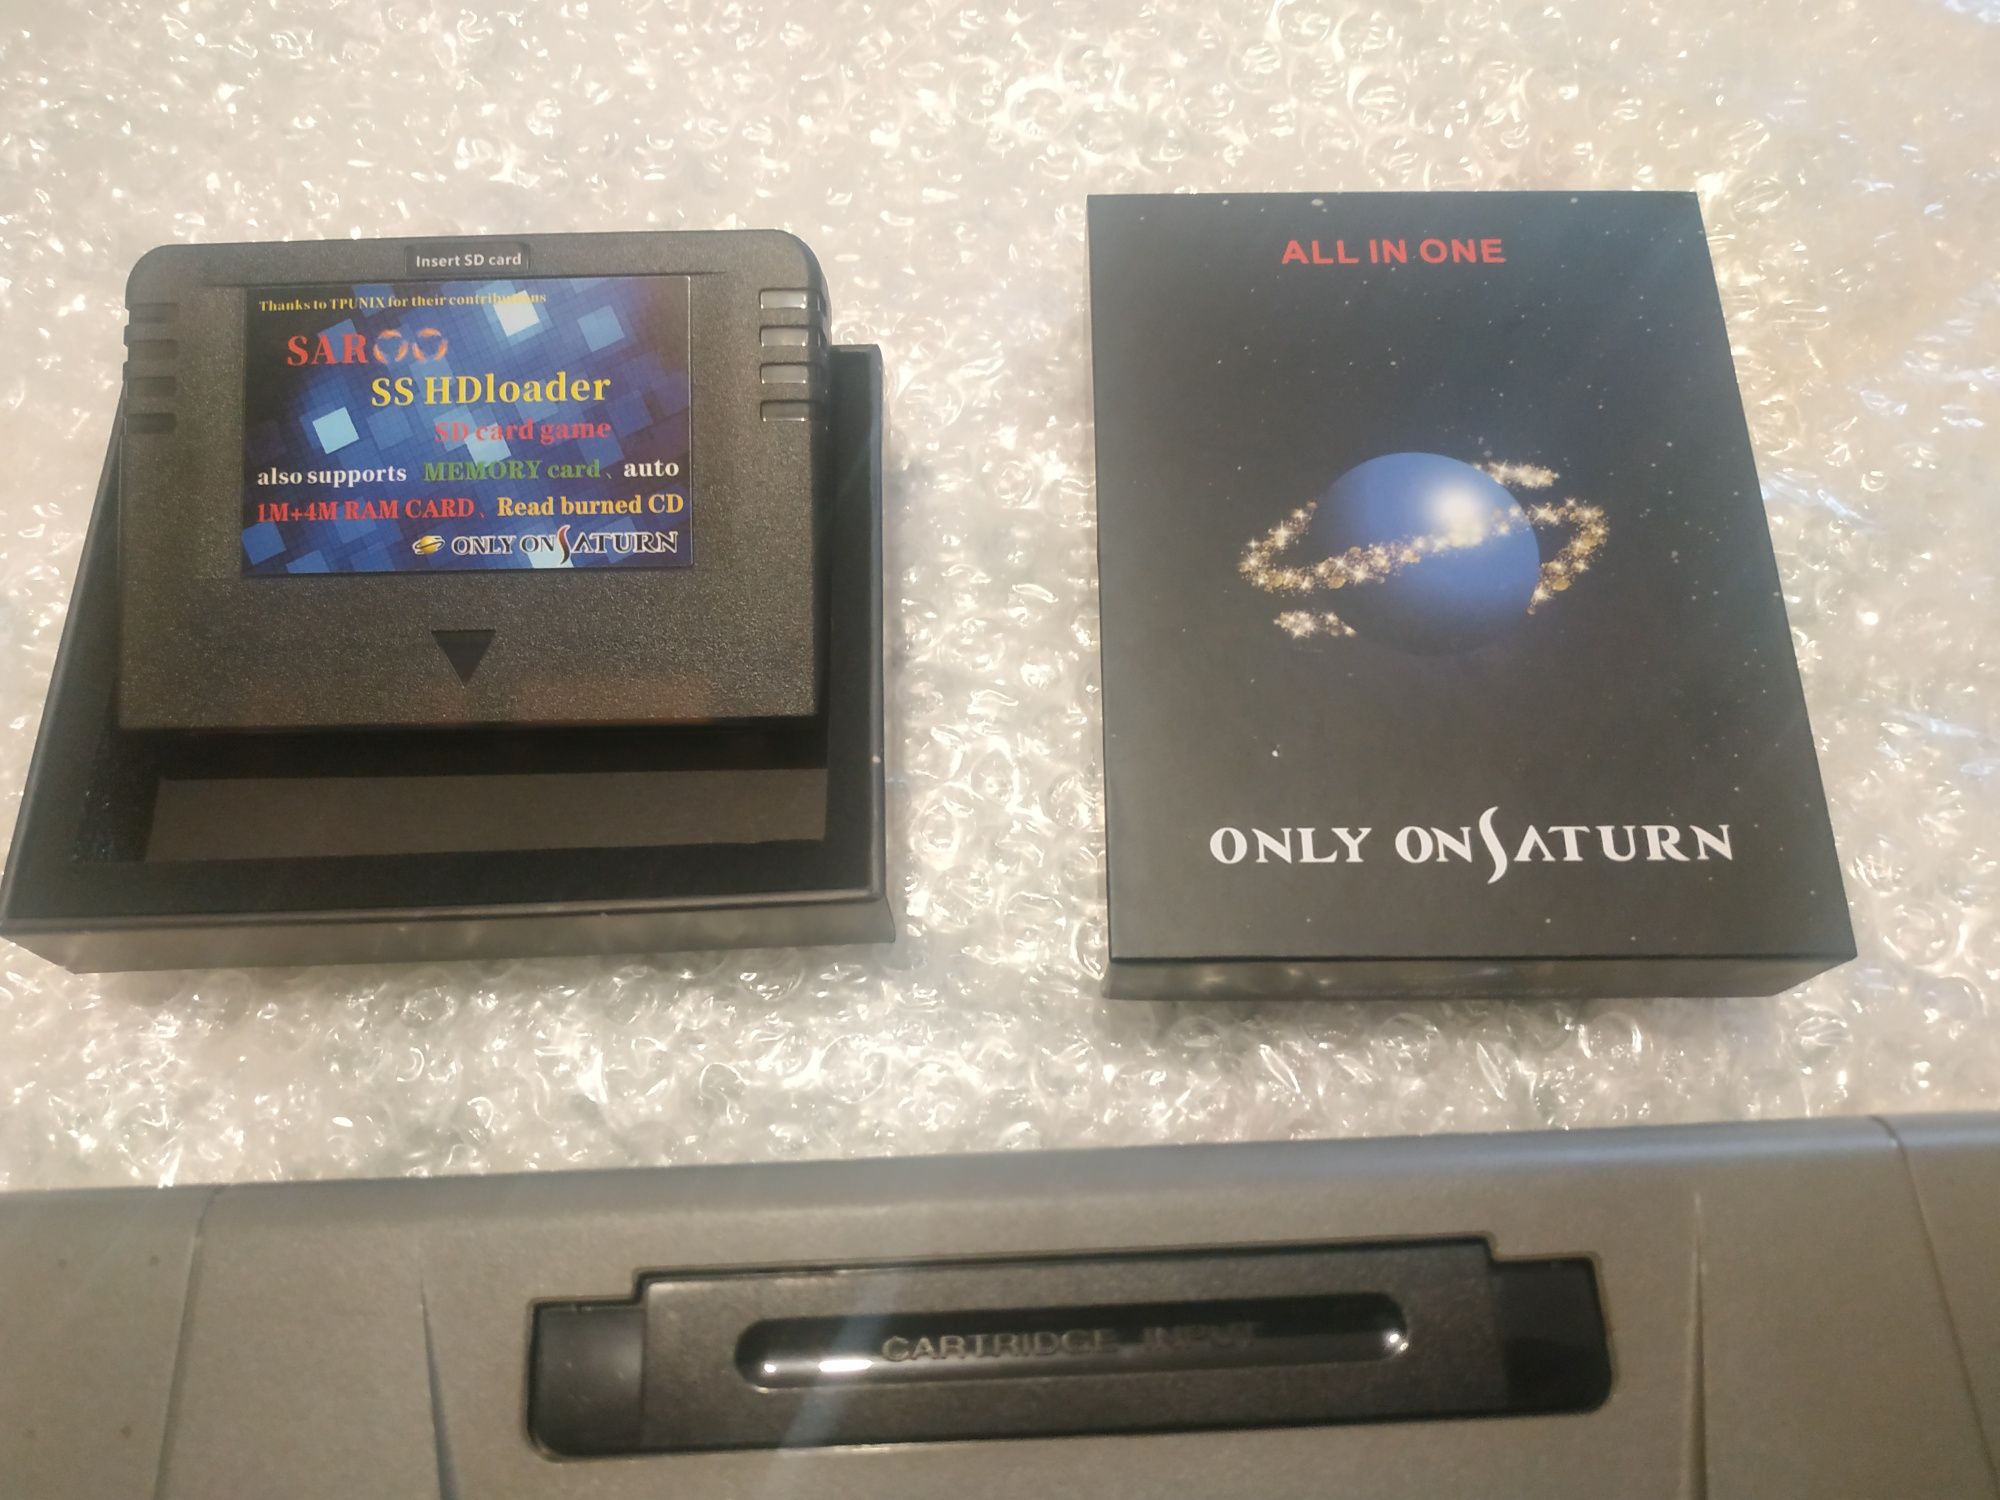 Insert SD card
Thanks to TPUNIX for their contributions
SAROO
SS HDloader
SD card game
also supports MEMORY card、auto
1M+4M RAM CARD、Read burned CD
ONLY ON SATURN
ALL IN ONE
ONLY ON SATURN
CARTRIDGE INPUT